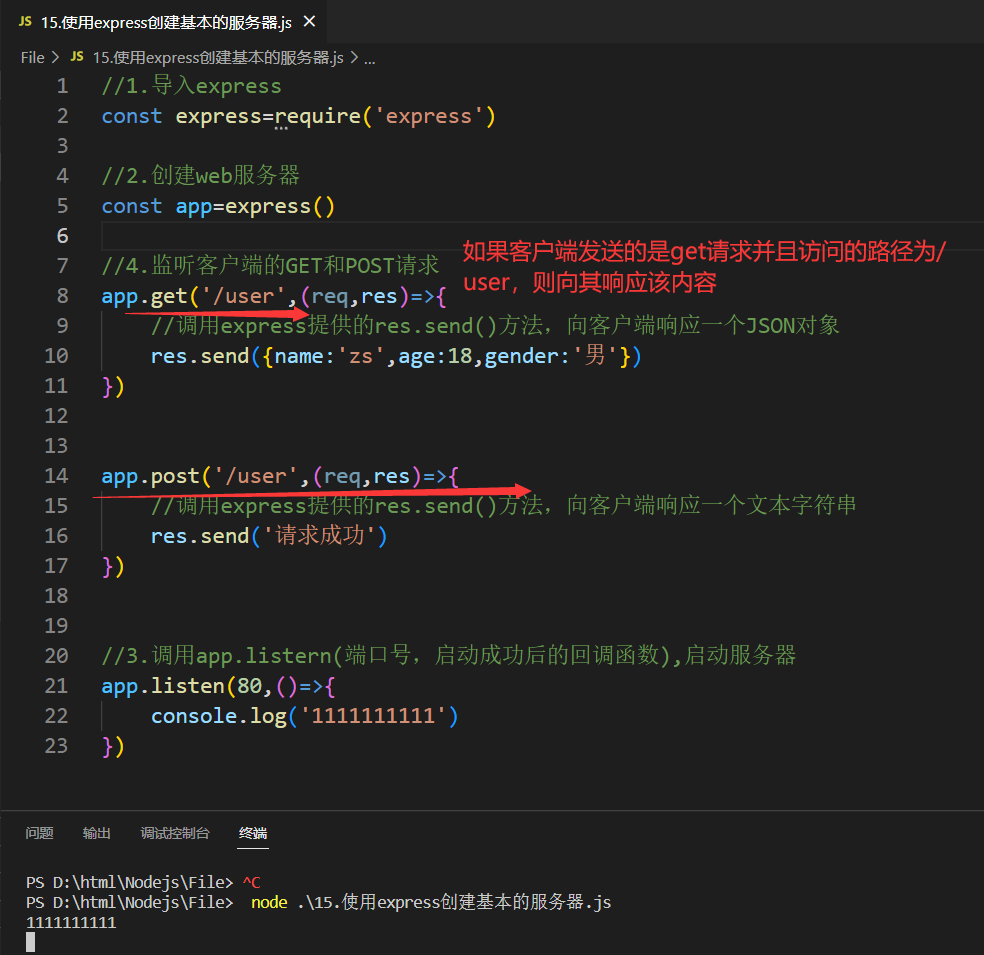 JS 15.使用express创建基本的服务器.js ×
File > JS 15.使用express创建基本的服务器.js > ...
1 //1.导入express
2 const express=require('express')
3
4 //2.创建web服务器
5 const app=express()
6
如果客户端发送的是get请求并且访问的路径为/
user，则向其响应该内容
7 //4.监听客户端的GET和POST请求
8 app.get('/user',(req,res)=>{
9 //调用express提供的res.send()方法，向客户端响应一个JSON对象
10 res.send({name:'zs',age:18,gender:'男'})
11 })
12
13
14 app.post('/user',(req,res)=>{
15 //调用express提供的res.send()方法，向客户端响应一个文本字符串
16 res.send('请求成功')
17 })
18
19
20 //3.调用app.listern(端口号，启动成功后的回调函数),启动服务器
21 app.listen(80,()=>{
22 console.log('1111111111')
23 })
问题 输出 调试控制台 终端
PS D:\html\Nodejs\File> ^C
PS D:\html\Nodejs\File> node .\15.使用express创建基本的服务器.js
1111111111